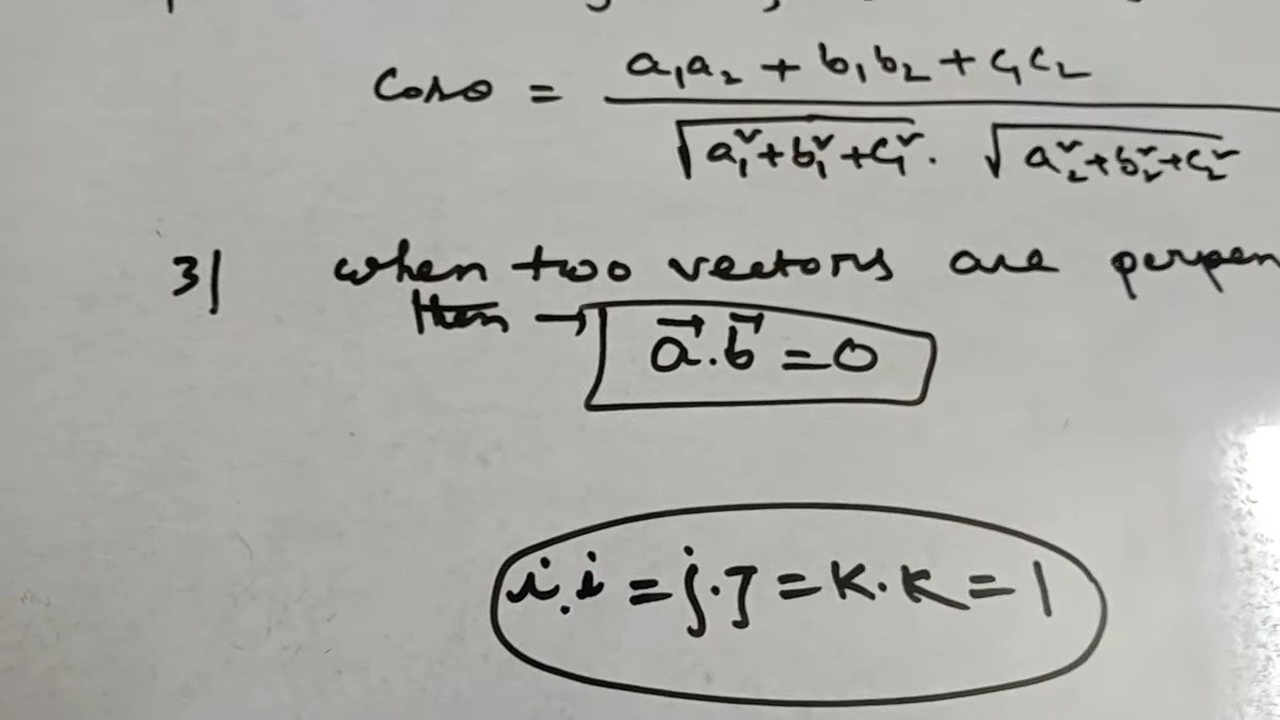 Cosθ = a₁a₂ + b₁b₂ + c₁c₂
√a₁²+b₁²+c₁² . √a₂²+b₂²+c₂²
3| when two vectors are perpen
then → a⃗.b⃗ = 0
i.i = j.j = k.k = 1